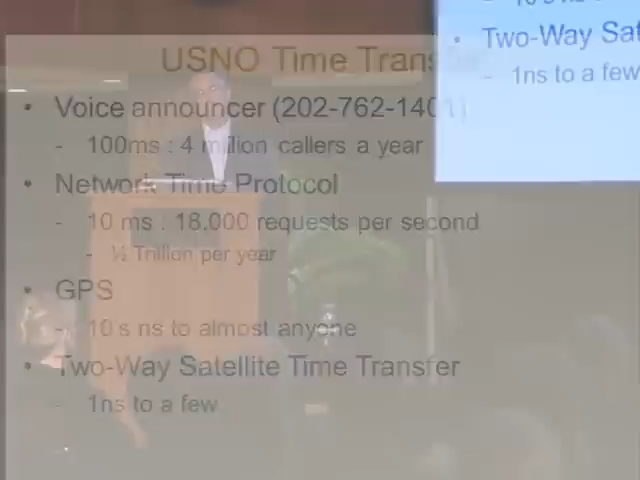 USNO Time Trans
• Voice announcer (202-762-1401)
- 100ms : 4 million callers a year
• Network Time Protocol
- 10 ms : 18,000 requests per second
- ½ Trillion per year
• GPS
- 10 s ns to almost anyone
• Two-Way Satellite Time Transfer
- 1ns to a few
• Two-Way Sat
- 1ns to a few